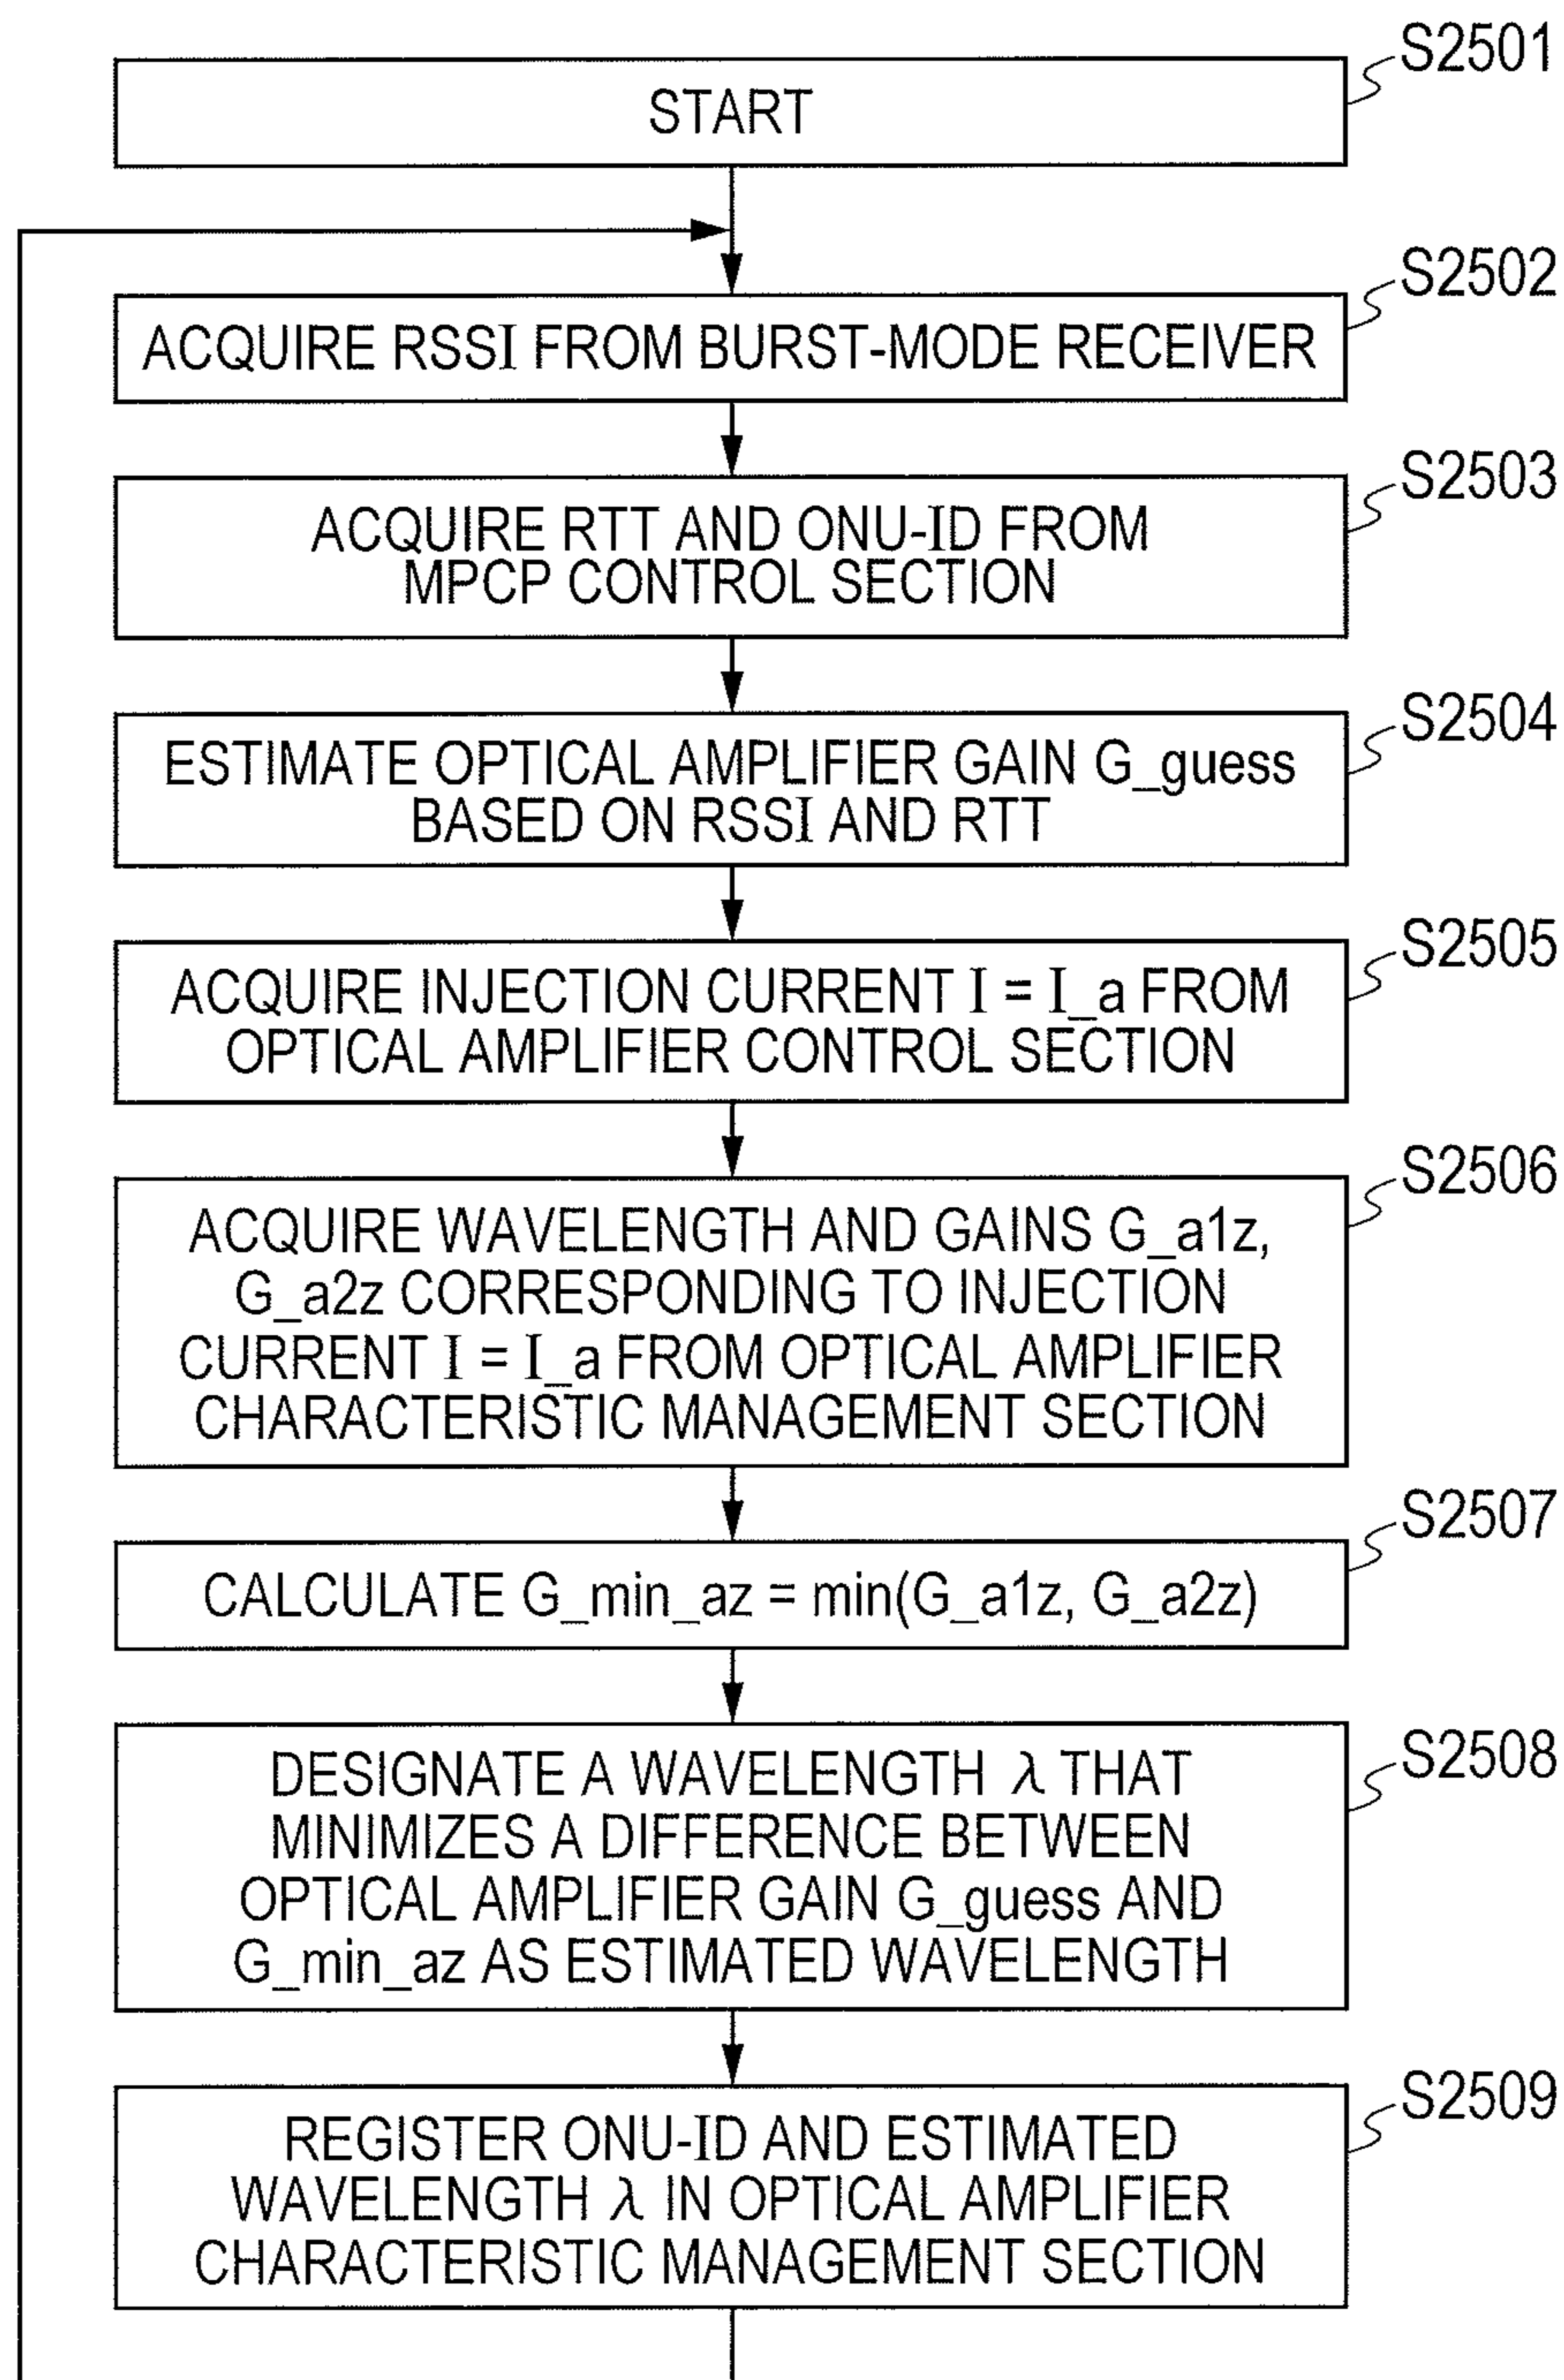 S2501
START
S2502
ACQUIRE RSSI FROM BURST-MODE RECEIVER
S2503
ACQUIRE RTT AND ONU-ID FROM
MPCP CONTROL SECTION
S2504
ESTIMATE OPTICAL AMPLIFIER GAIN G_guess
BASED ON RSSI AND RTT
S2505
ACQUIRE INJECTION CURRENT I = I_a FROM
OPTICAL AMPLIFIER CONTROL SECTION
S2506
ACQUIRE WAVELENGTH AND GAINS G_a1z,
G_a2z CORRESPONDING TO INJECTION
CURRENT I = I_a FROM OPTICAL AMPLIFIER
CHARACTERISTIC MANAGEMENT SECTION
S2507
CALCULATE G_min_az = min(G_a1z, G_a2z)
S2508
DESIGNATE A WAVELENGTH λ THAT
MINIMIZES A DIFFERENCE BETWEEN
OPTICAL AMPLIFIER GAIN G_guess AND
G_min_az AS ESTIMATED WAVELENGTH
S2509
REGISTER ONU-ID AND ESTIMATED
WAVELENGTH λ IN OPTICAL AMPLIFIER
CHARACTERISTIC MANAGEMENT SECTION